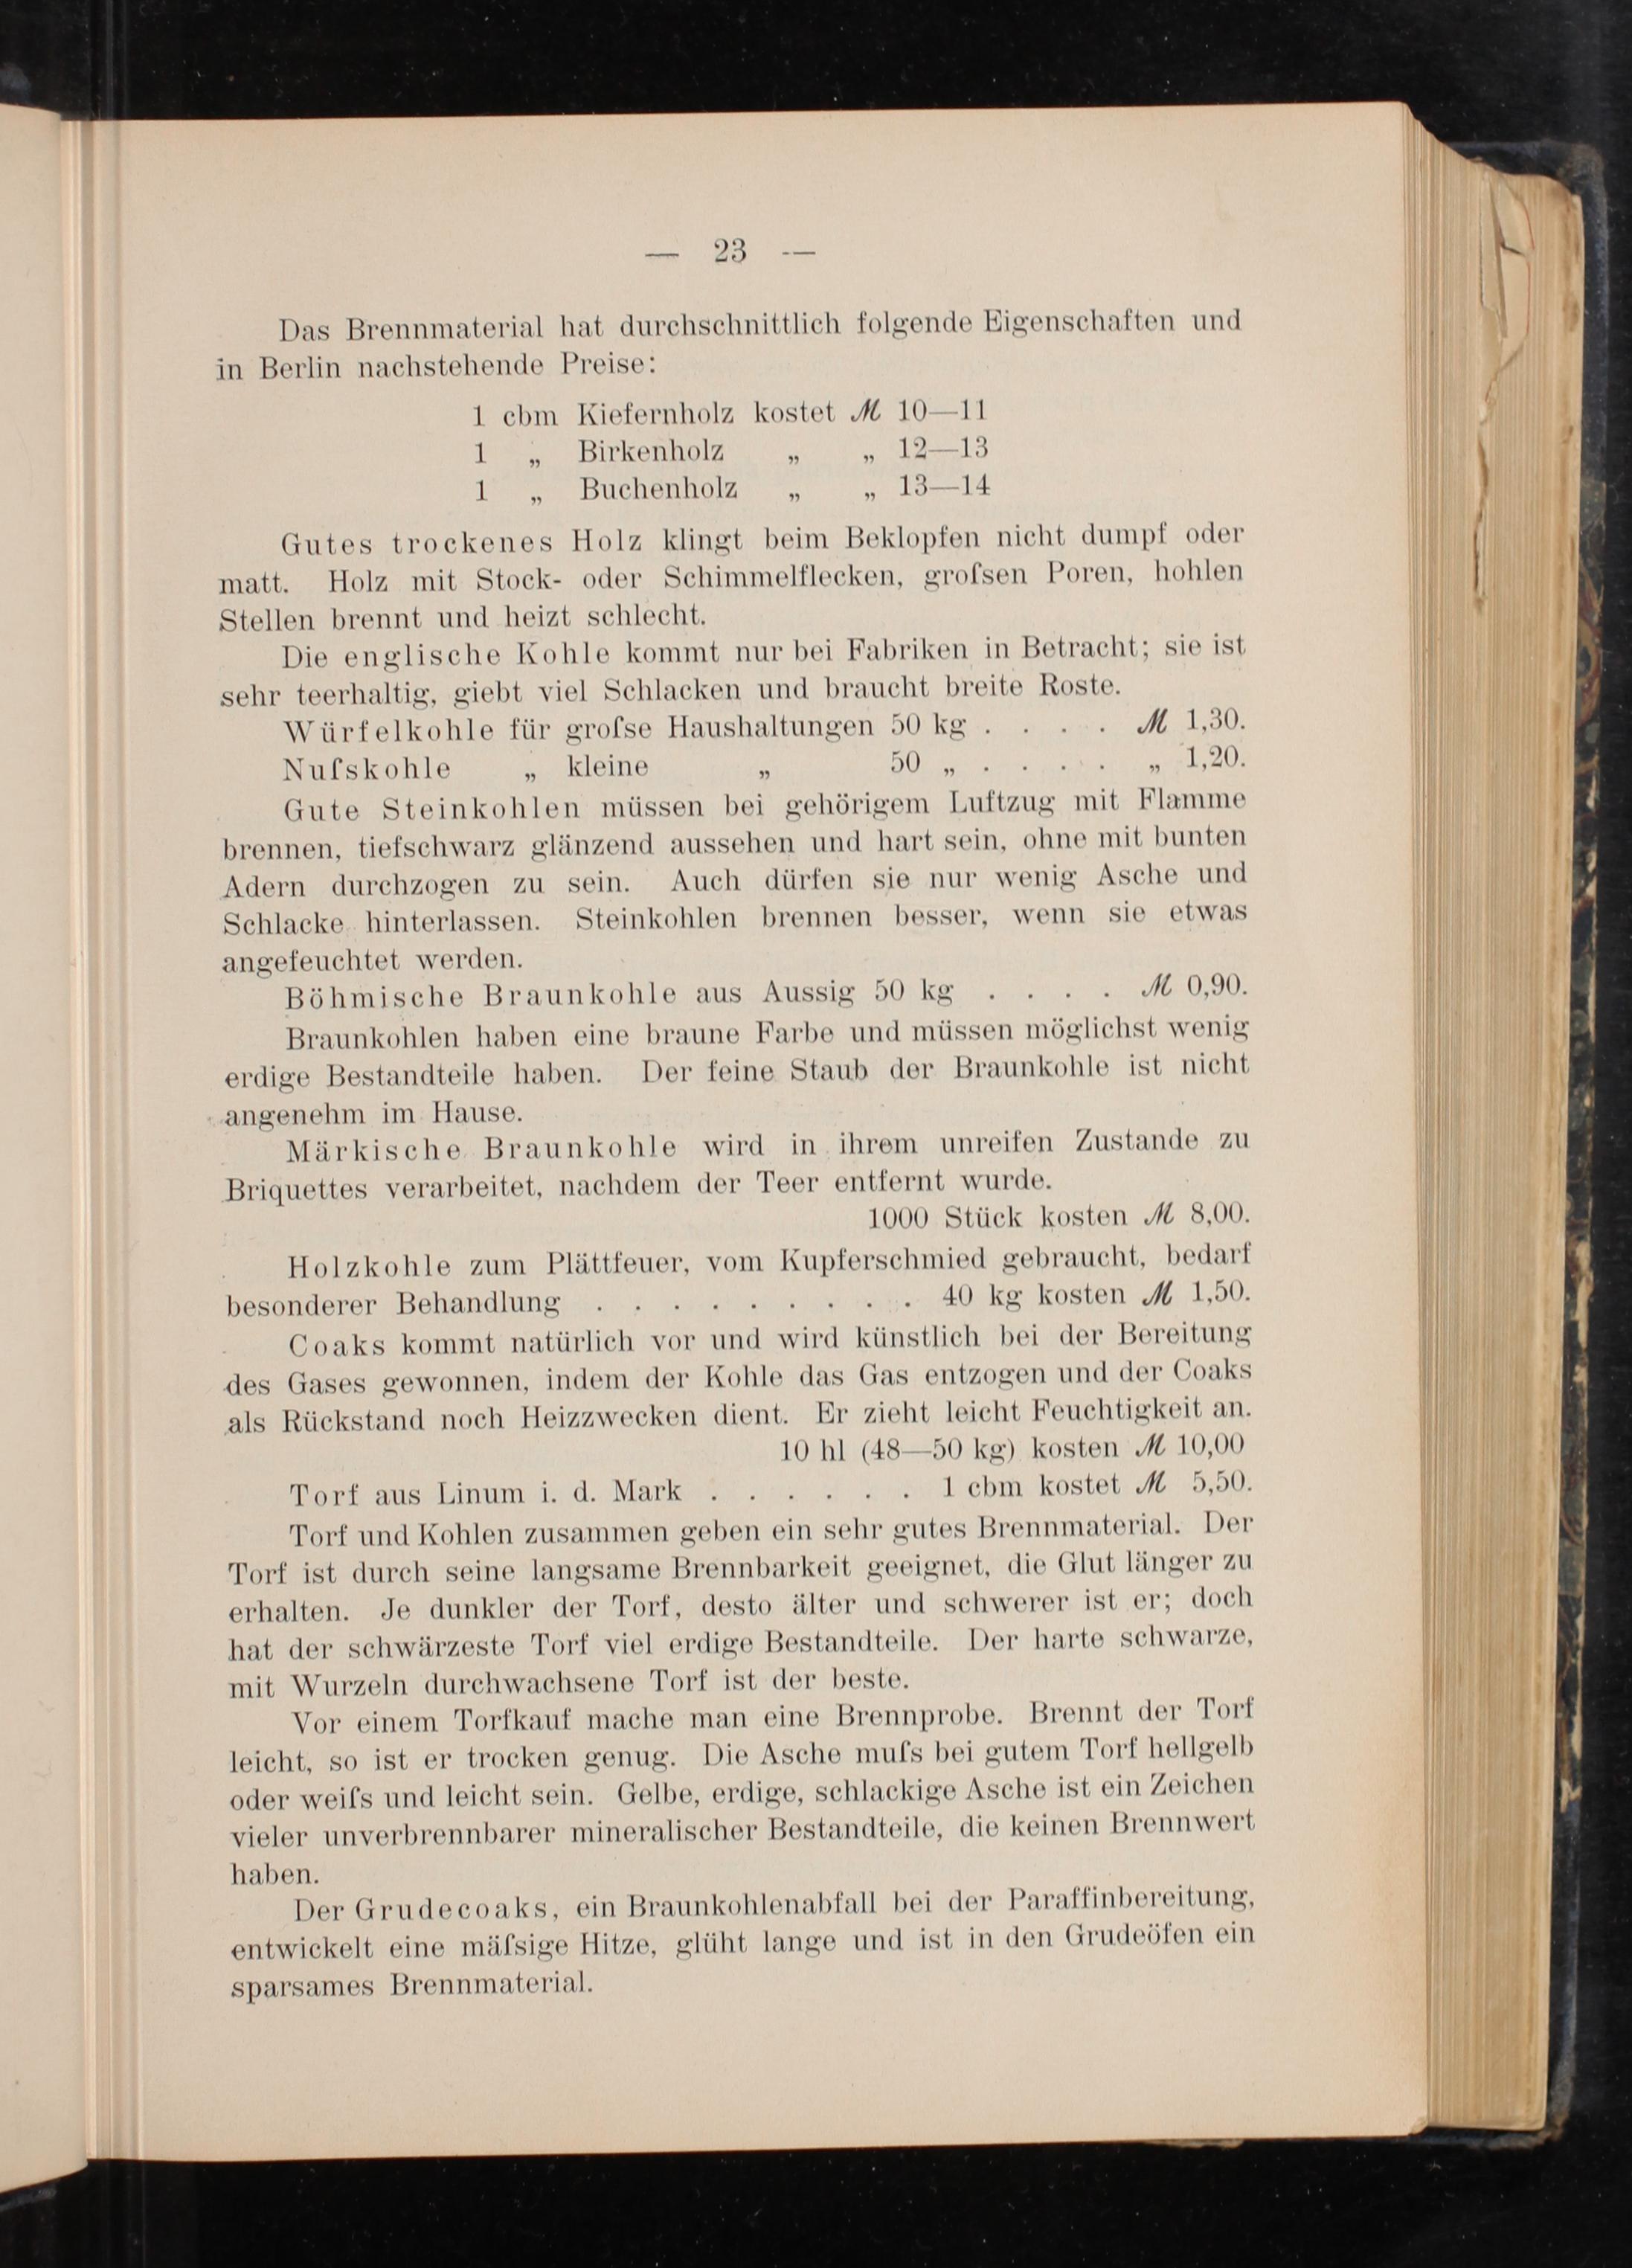 — 23 —
Das Brennmaterial hat durchschnittlich folgende Eigenschaften und
in Berlin nachstehende Preise:
1 cbm Kiefernholz kostet ℳ 10—11
1 „ Birkenholz „ „ 12—13
1 „ Buchenholz „ „ 13—14
Gutes trockenes Holz klingt beim Beklopfen nicht dumpf oder
matt. Holz mit Stock- oder Schimmelflecken, groſsen Poren, hohlen
Stellen brennt und heizt schlecht.
Die englische Kohle kommt nur bei Fabriken in Betracht; sie ist
sehr teerhaltig, giebt viel Schlacken und braucht breite Roste.
Würfelkohle für groſse Haushaltungen 50 kg . . . . ℳ 1,30.
Nuſskohle „ kleine „ 50 „ . . . . „ 1,20.
Gute Steinkohlen müssen bei gehörigem Luftzug mit Flamme
brennen, tiefschwarz glänzend aussehen und hart sein, ohne mit bunten
Adern durchzogen zu sein. Auch dürfen sie nur wenig Asche und
Schlacke hinterlassen. Steinkohlen brennen besser, wenn sie etwas
angefeuchtet werden.
Böhmische Braunkohle aus Aussig 50 kg . . . . ℳ 0,90.
Braunkohlen haben eine braune Farbe und müssen möglichst wenig
erdige Bestandteile haben. Der feine Staub der Braunkohle ist nicht
angenehm im Hause.
Märkische Braunkohle wird in ihrem unreifen Zustande zu
Briquettes verarbeitet, nachdem der Teer entfernt wurde.
1000 Stück kosten ℳ 8,00.
Holzkohle zum Plättfeuer, vom Kupferschmied gebraucht, bedarf
besonderer Behandlung . . . . . . . . . 40 kg kosten ℳ 1,50.
Coaks kommt natürlich vor und wird künstlich bei der Bereitung
des Gases gewonnen, indem der Kohle das Gas entzogen und der Coaks
als Rückstand noch Heizzwecken dient. Er zieht leicht Feuchtigkeit an.
10 hl (48—50 kg) kosten ℳ 10,00
Torf aus Linum i. d. Mark . . . . . . 1 cbm kostet ℳ 5,50.
Torf und Kohlen zusammen geben ein sehr gutes Brennmaterial. Der
Torf ist durch seine langsame Brennbarkeit geeignet, die Glut länger zu
erhalten. Je dunkler der Torf, desto älter und schwerer ist er; doch
hat der schwärzeste Torf viel erdige Bestandteile. Der harte schwarze,
mit Wurzeln durchwachsene Torf ist der beste.
Vor einem Torfkauf mache man eine Brennprobe. Brennt der Torf
leicht, so ist er trocken genug. Die Asche muſs bei gutem Torf hellgelb
oder weiſs und leicht sein. Gelbe, erdige, schlackige Asche ist ein Zeichen
vieler unverbrennbarer mineralischer Bestandteile, die keinen Brennwert
haben.
Der Grudecoaks, ein Braunkohlenabfall bei der Paraffinbereitung,
entwickelt eine mäſsige Hitze, glüht lange und ist in den Grudeöfen ein
sparsames Brennmaterial.